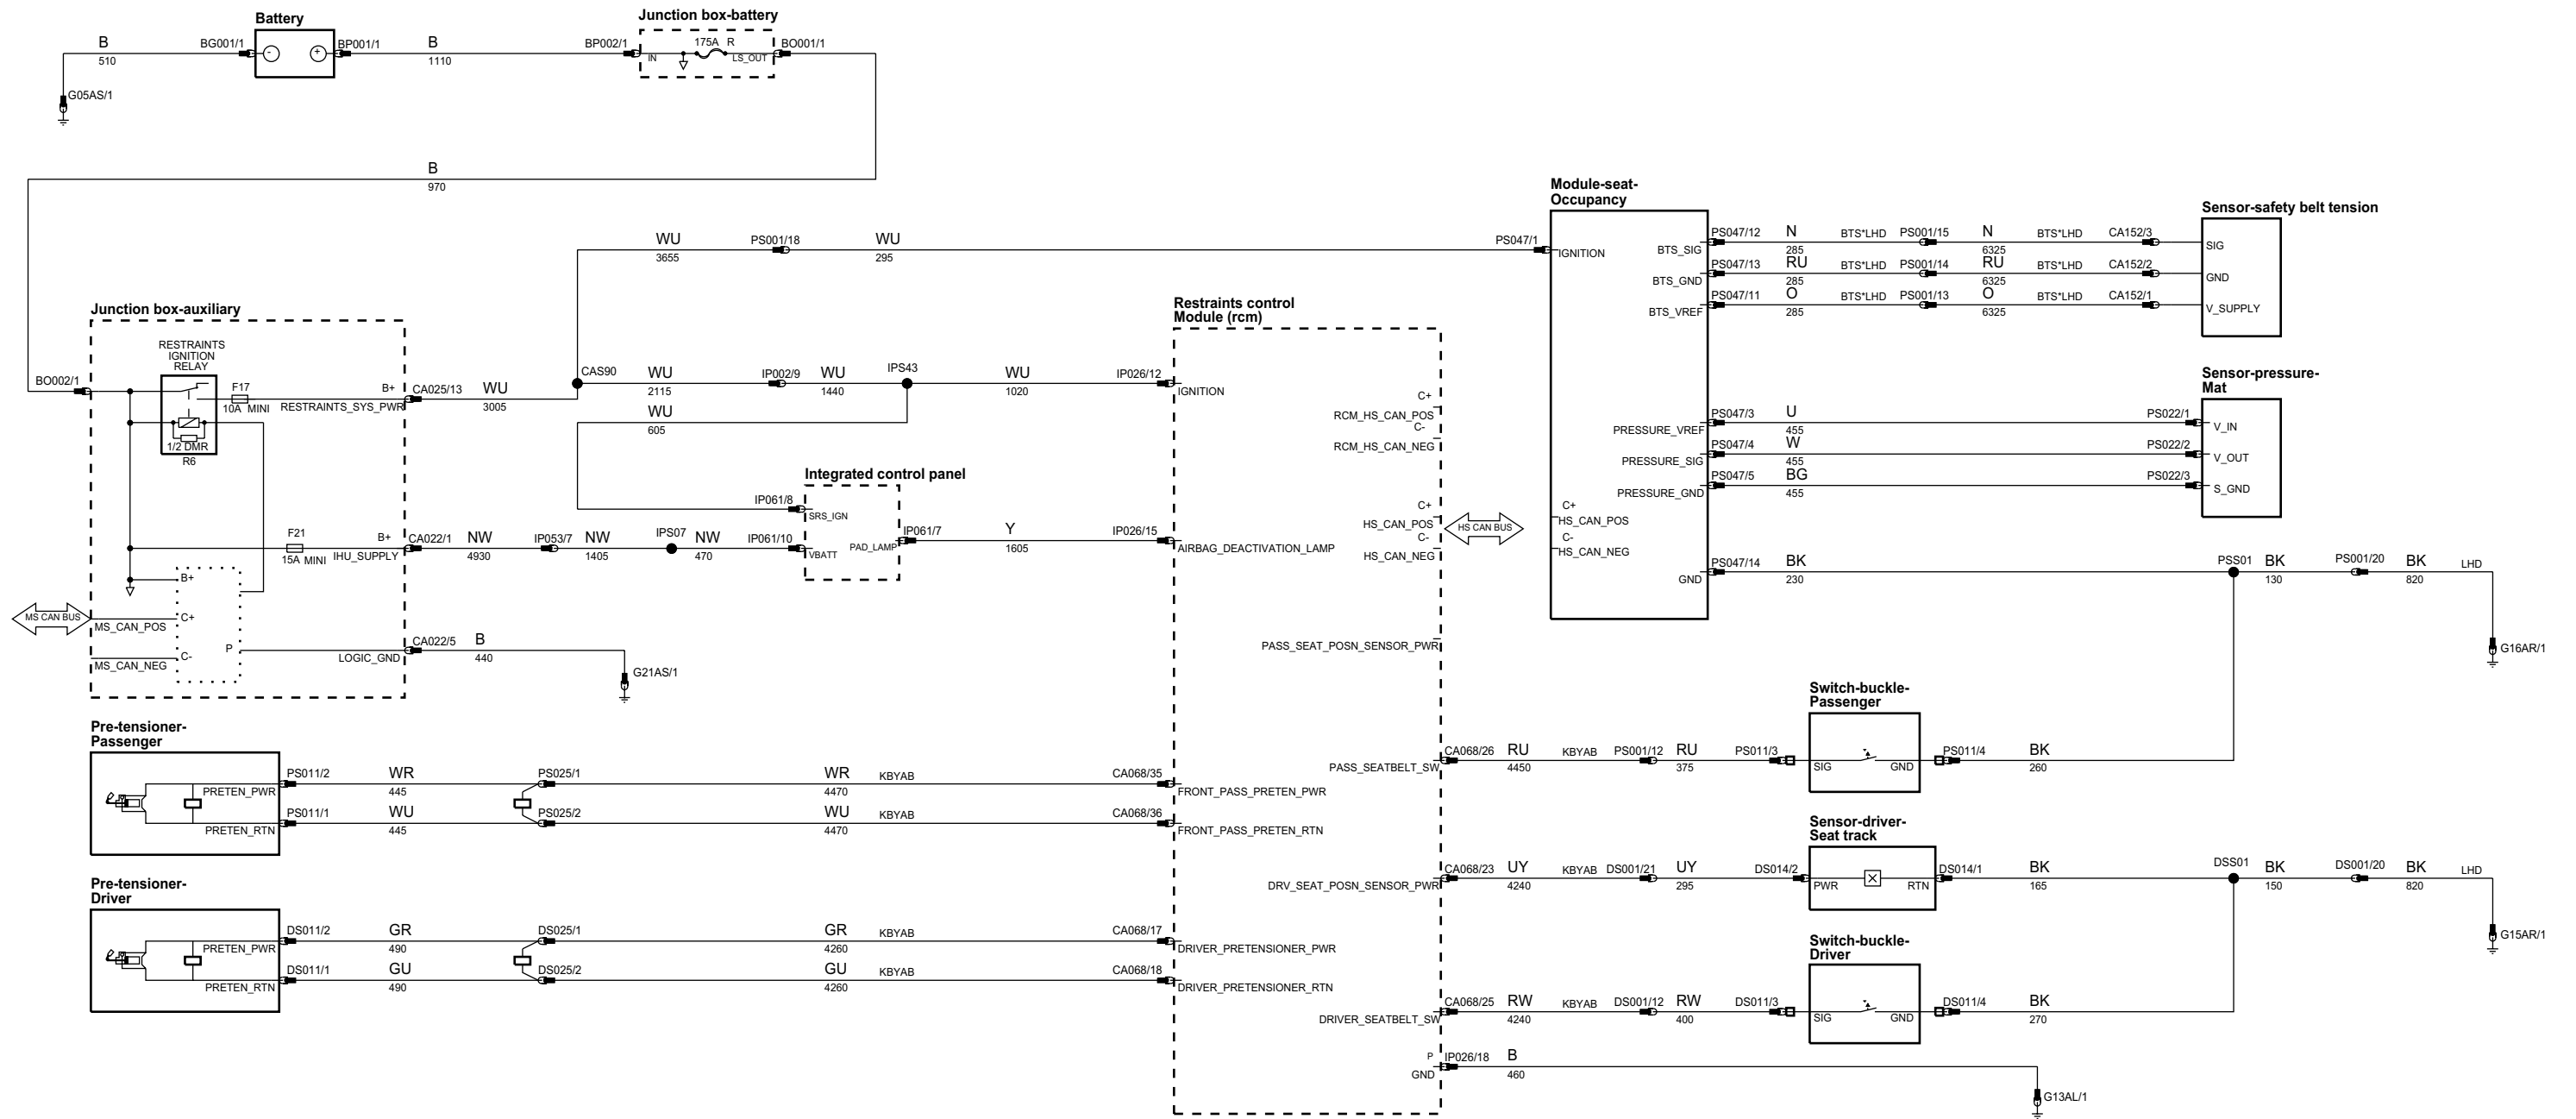 Battery
Junction box-battery
B
510
BG001/1
-
+
BP001/1
B
1110
BP002/1
175A R
IN
LS_OUT
BO001/1
G05AS/1
B
970
Module-seat-
Occupancy
Sensor-safety belt tension
WU
3655
PS001/18
WU
295
PS047/1
IGNITION
BTS_SIG
PS047/12
N
285
BTS*LHD
PS001/15
N
6325
BTS*LHD
CA152/3
SIG
BTS_GND
PS047/13
RU
285
BTS*LHD
PS001/14
RU
6325
BTS*LHD
CA152/2
GND
BTS_VREF
PS047/11
O
285
BTS*LHD
PS001/13
O
6325
BTS*LHD
CA152/1
V_SUPPLY
Junction box-auxiliary
Restraints control
Module (rcm)
RESTRAINTS
IGNITION
RELAY
BO002/1
F17
10A MINI
B+
RESTRAINTS_SYS_PWR
CA025/13
WU
3005
CAS90
WU
2115
IP002/9
WU
1440
IPS43
WU
1020
IP026/12
IGNITION
WU
605
1/2 DMR
R6
C+
RCM_HS_CAN_POS
C-
RCM_HS_CAN_NEG
Sensor-pressure-
Mat
PRESSURE_VREF
PS047/3
U
455
PS022/1
V_IN
PRESSURE_SIG
PS047/4
W
455
PS022/2
V_OUT
PRESSURE_GND
PS047/5
BG
455
PS022/3
S_GND
Integrated control panel
IP061/8
SRS_IGN
F21
15A MINI
B+
IHU_SUPPLY
CA022/1
NW
4930
IP053/7
NW
1405
IPS07
NW
470
IP061/10
VBATT
PAD_LAMP
IP061/7
Y
1605
IP026/15
AIRBAG_DEACTIVATION_LAMP
C+
HS_CAN_POS
C-
HS_CAN_NEG
HS CAN BUS
C+
HS_CAN_POS
C-
HS_CAN_NEG
GND
PS047/14
BK
230
PSS01
BK
130
PS001/20
BK
820
LHD
G16AR/1
B+
MS CAN BUS
MS_CAN_POS
C+
MS_CAN_NEG
C-
P
LOGIC_GND
CA022/5
B
440
G21AS/1
PASS_SEAT_POSN_SENSOR_PWR
Pre-tensioner-
Passenger
PRETEN_PWR
PS011/2
WR
445
PS025/1
WR
4470
KBYAB
CA068/35
FRONT_PASS_PRETEN_PWR
PRETEN_RTN
PS011/1
WU
445
PS025/2
WU
4470
KBYAB
CA068/36
FRONT_PASS_PRETEN_RTN
Switch-buckle-
Passenger
PASS_SEATBELT_SW
CA068/26
RU
4450
KBYAB
PS001/12
RU
375
PS011/3
SIG
GND
PS011/4
BK
260
Sensor-driver-
Seat track
DRV_SEAT_POSN_SENSOR_PWR
CA068/23
UY
4240
KBYAB
DS001/21
UY
295
DS014/2
PWR
RTN
DS014/1
BK
165
DSS01
BK
150
DS001/20
BK
820
LHD
G15AR/1
Pre-tensioner-
Driver
PRETEN_PWR
DS011/2
GR
490
DS025/1
GR
4260
KBYAB
CA068/17
DRIVER_PRETENSIONER_PWR
PRETEN_RTN
DS011/1
GU
490
DS025/2
GU
4260
KBYAB
CA068/18
DRIVER_PRETENSIONER_RTN
Switch-buckle-
Driver
DRIVER_SEATBELT_SW
CA068/25
RW
4240
KBYAB
DS001/12
RW
400
DS011/3
SIG
GND
DS011/4
BK
270
P
GND
IP026/18
B
460
G13AL/1